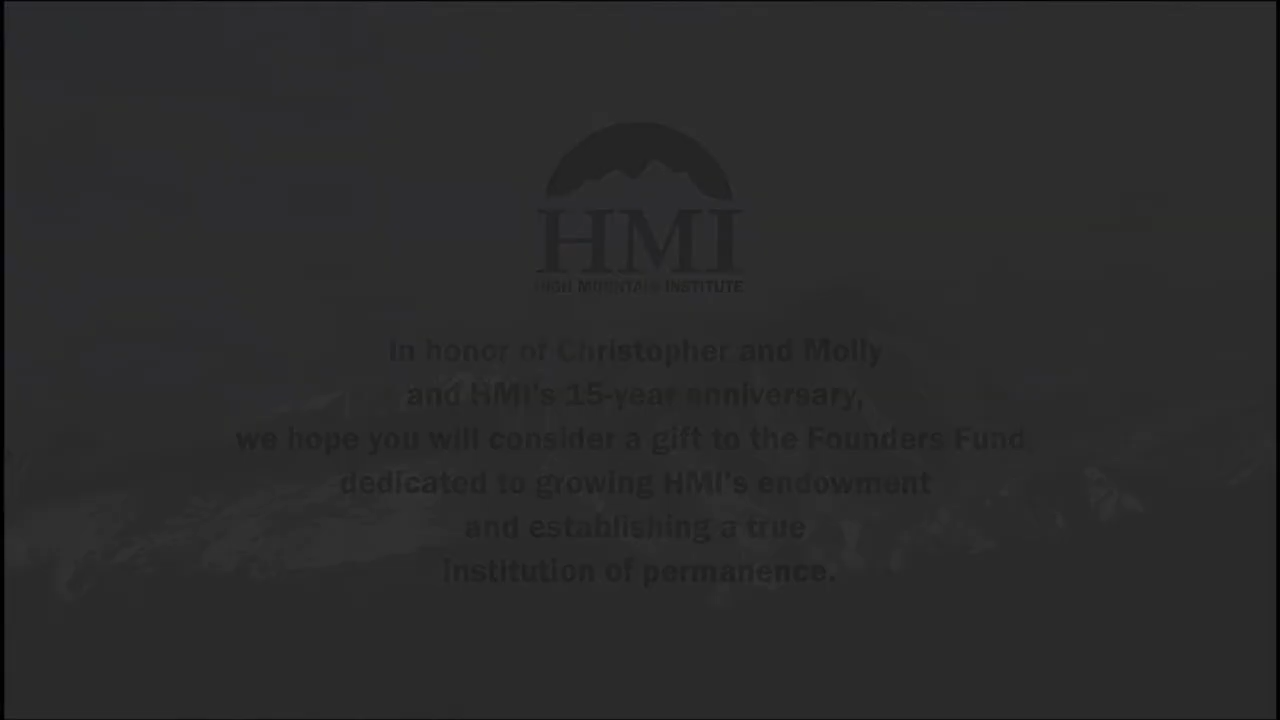 HMI
HIGH MOUNTAIN INSTITUTE
In honor of Christopher and Molly
and HMI's 15-year anniversary,
we hope you will consider a gift to the Founders Fund
dedicated to growing HMI's endowment
and establishing a true
institution of permanence.